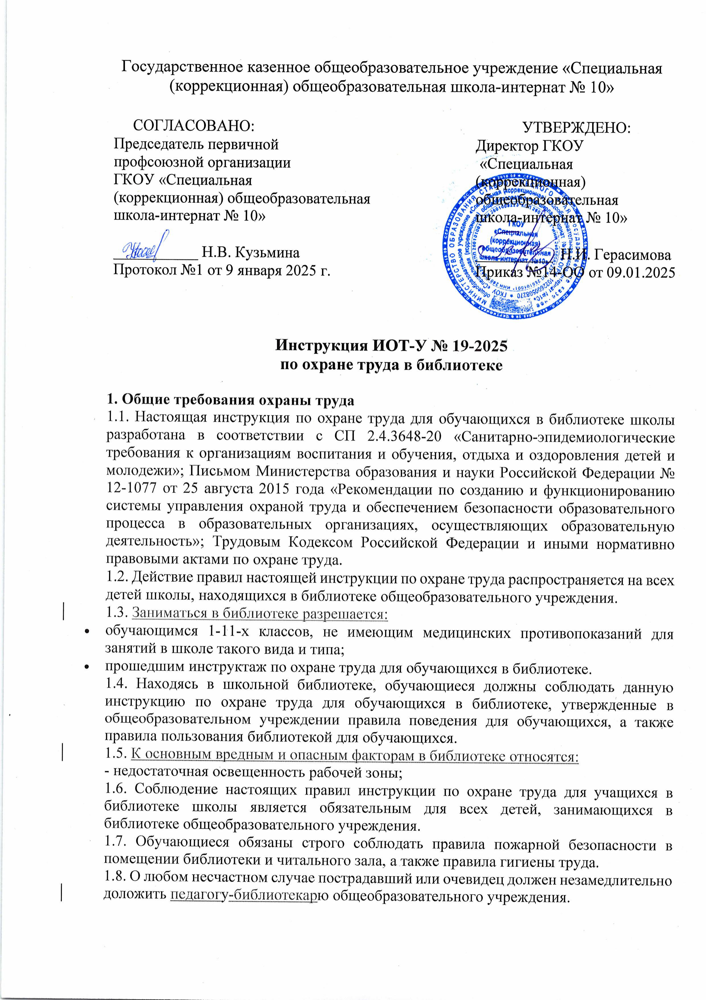 Государственное казенное общеобразовательное учреждение «Специальная
(коррекционная) общеобразовательная школа-интернат № 10»
СОГЛАСОВАНО:
Председатель первичной
профсоюзной организации
ГКОУ «Специальная
(коррекционная) общеобразовательная
школа-интернат № 10»
Н.В. Кузьмина
Протокол №1 от 9 января 2025 г.
УТВЕРЖДЕНО:
Директор ГКОУ
«Специальная
(коррекционная)
общеобразовательная
школа-интернат № 10»
Н.И. Герасимова
Приказ №14-ОО от 09.01.2025
МИНИСТЕРСТВО ОБРАЗОВАНИЯ СТАВРОПОЛЬСКОГО КРАЯ
ГКОУ
«Специальная
(коррекционная)
общеобразовательная
школа-интернат №10»
Инструкция ИОТ-У № 19-2025
по охране труда в библиотеке
1. Общие требования охраны труда
1.1. Настоящая инструкция по охране труда для обучающихся в библиотеке школы
разработана в соответствии с СП 2.4.3648-20 «Санитарно-эпидемиологические
требования к организациям воспитания и обучения, отдыха и оздоровления детей и
молодежи»; Письмом Министерства образования и науки Российской Федерации №
12-1077 от 25 августа 2015 года «Рекомендации по созданию и функционированию
системы управления охраной труда и обеспечением безопасности образовательного
процесса в образовательных организациях, осуществляющих образовательную
деятельность»; Трудовым Кодексом Российской Федерации и иными нормативно
правовыми актами по охране труда.
1.2. Действие правил настоящей инструкции по охране труда распространяется на всех
детей школы, находящихся в библиотеке общеобразовательного учреждения.
1.3. Заниматься в библиотеке разрешается:
• обучающимся 1-11-х классов, не имеющим медицинских противопоказаний для
занятий в школе такого вида и типа;
• прошедшим инструктаж по охране труда для обучающихся в библиотеке.
1.4. Находясь в школьной библиотеке, обучающиеся должны соблюдать данную
инструкцию по охране труда для обучающихся в библиотеке, утвержденные в
общеобразовательном учреждении правила поведения для обучающихся, а также
правила пользования библиотекой для обучающихся.
1.5. К основным вредным и опасным факторам в библиотеке относятся:
- недостаточная освещенность рабочей зоны;
1.6. Соблюдение настоящих правил инструкции по охране труда для учащихся в
библиотеке школы является обязательным для всех детей, занимающихся в
библиотеке общеобразовательного учреждения.
1.7. Обучающиеся обязаны строго соблюдать правила пожарной безопасности в
помещении библиотеки и читального зала, а также правила гигиены труда.
1.8. О любом несчастном случае пострадавший или очевидец должен незамедлительно
доложить педагогу-библиотекарю общеобразовательного учреждения.